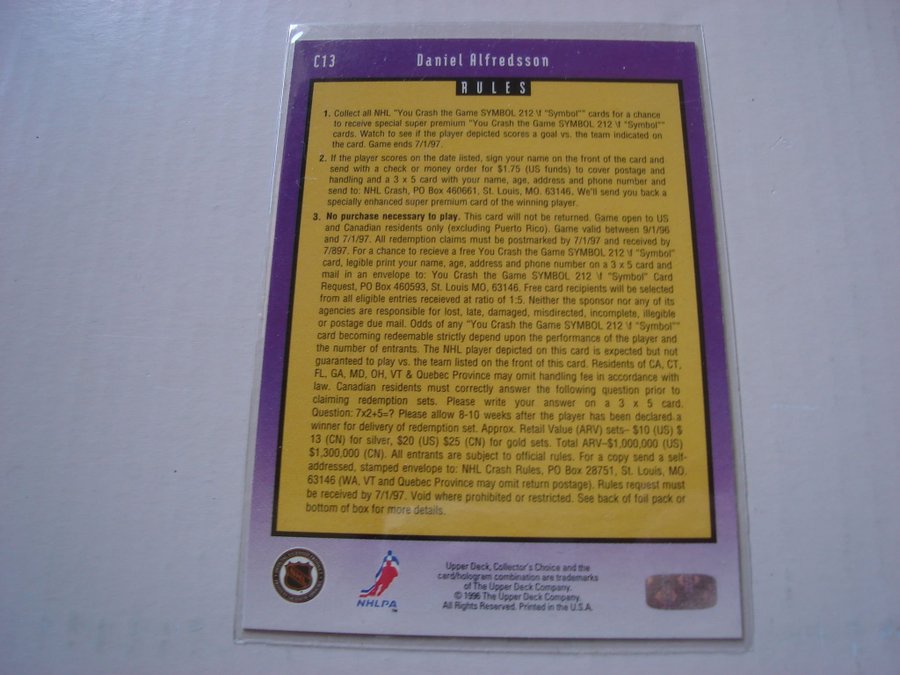 C13 Daniel Alfredsson
RULES
1. Collect all NHL "You Crash the Game SYMBOL 212 \f "Symbol"" cards for a chance
to receive special super premium "You Crash the Game SYMBOL 212 \f "Symbol""
cards. Watch to see if the player depicted scores a goal vs. the team indicated on
the card. Game ends 7/1/97.
2. If the player scores on the date listed, sign your name on the front of the card and
send with a check or money order for $1.75 (US funds) to cover postage and
handling and a 3 x 5 card with your name, age, address and phone number and
send to: NHL Crash, PO Box 460661, St. Louis, MO. 63146. We'll send you back a
specially enhanced super premium card of the winning player.
3. No purchase necessary to play. This card will not be returned. Game open to US
and Canadian residents only (excluding Puerto Rico). Game valid between 9/1/96
and 7/1/97. All redemption claims must be postmarked by 7/1/97 and received by
7/897. For a chance to recieve a free You Crash the Game SYMBOL 212 \f "Symbol"
card, legible print your name, age, address and phone number on a 3 x 5 card and
mail in an envelope to: You Crash the Game SYMBOL 212 \f "Symbol" Card
Request, PO Box 460593, St. Louis MO, 63146. Free card recipients will be selected
from all eligible entries receieved at ratio of 1:5. Neither the sponsor nor any of its
agencies are responsible for lost, late, damaged, misdirected, incomplete, illegible
or postage due mail. Odds of any "You Crash the Game SYMBOL 212 \f "Symbol""
card becoming redeemable strictly depend upon the performance of the player and
the number of entrants. The NHL player depicted on this card is expected but not
guaranteed to play vs. the team listed on the front of this card. Residents of CA, CT,
FL, GA, MD, OH, VT & Quebec Province may omit handling fee in accordance with
law. Canadian residents must correctly answer the following question prior to
claiming redemption sets. Please write your answer on a 3 x 5 card.
Question: 7x2+5=? Please allow 8-10 weeks after the player has been declared a
winner for delivery of redemption set. Approx. Retail Value (ARV) sets– $10 (US) $
13 (CN) for silver, $20 (US) $25 (CN) for gold sets. Total ARV–$1,000,000 (US)
$1,300,000 (CN). All entrants are subject to official rules. For a copy send a self-
addressed, stamped envelope to: NHL Crash Rules, PO Box 28751, St. Louis, MO.
63146 (WA, VT and Quebec Province may omit return postage). Rules request must
be received by 7/1/97. Void where prohibited or restricted. See back of foil pack or
bottom of box for more details.
NHLPA
Upper Deck, Collector's Choice and the
card/hologram combination are trademarks
of The Upper Deck Company.
© 1996 The Upper Deck Company.
All Rights Reserved. Printed in the U.S.A.